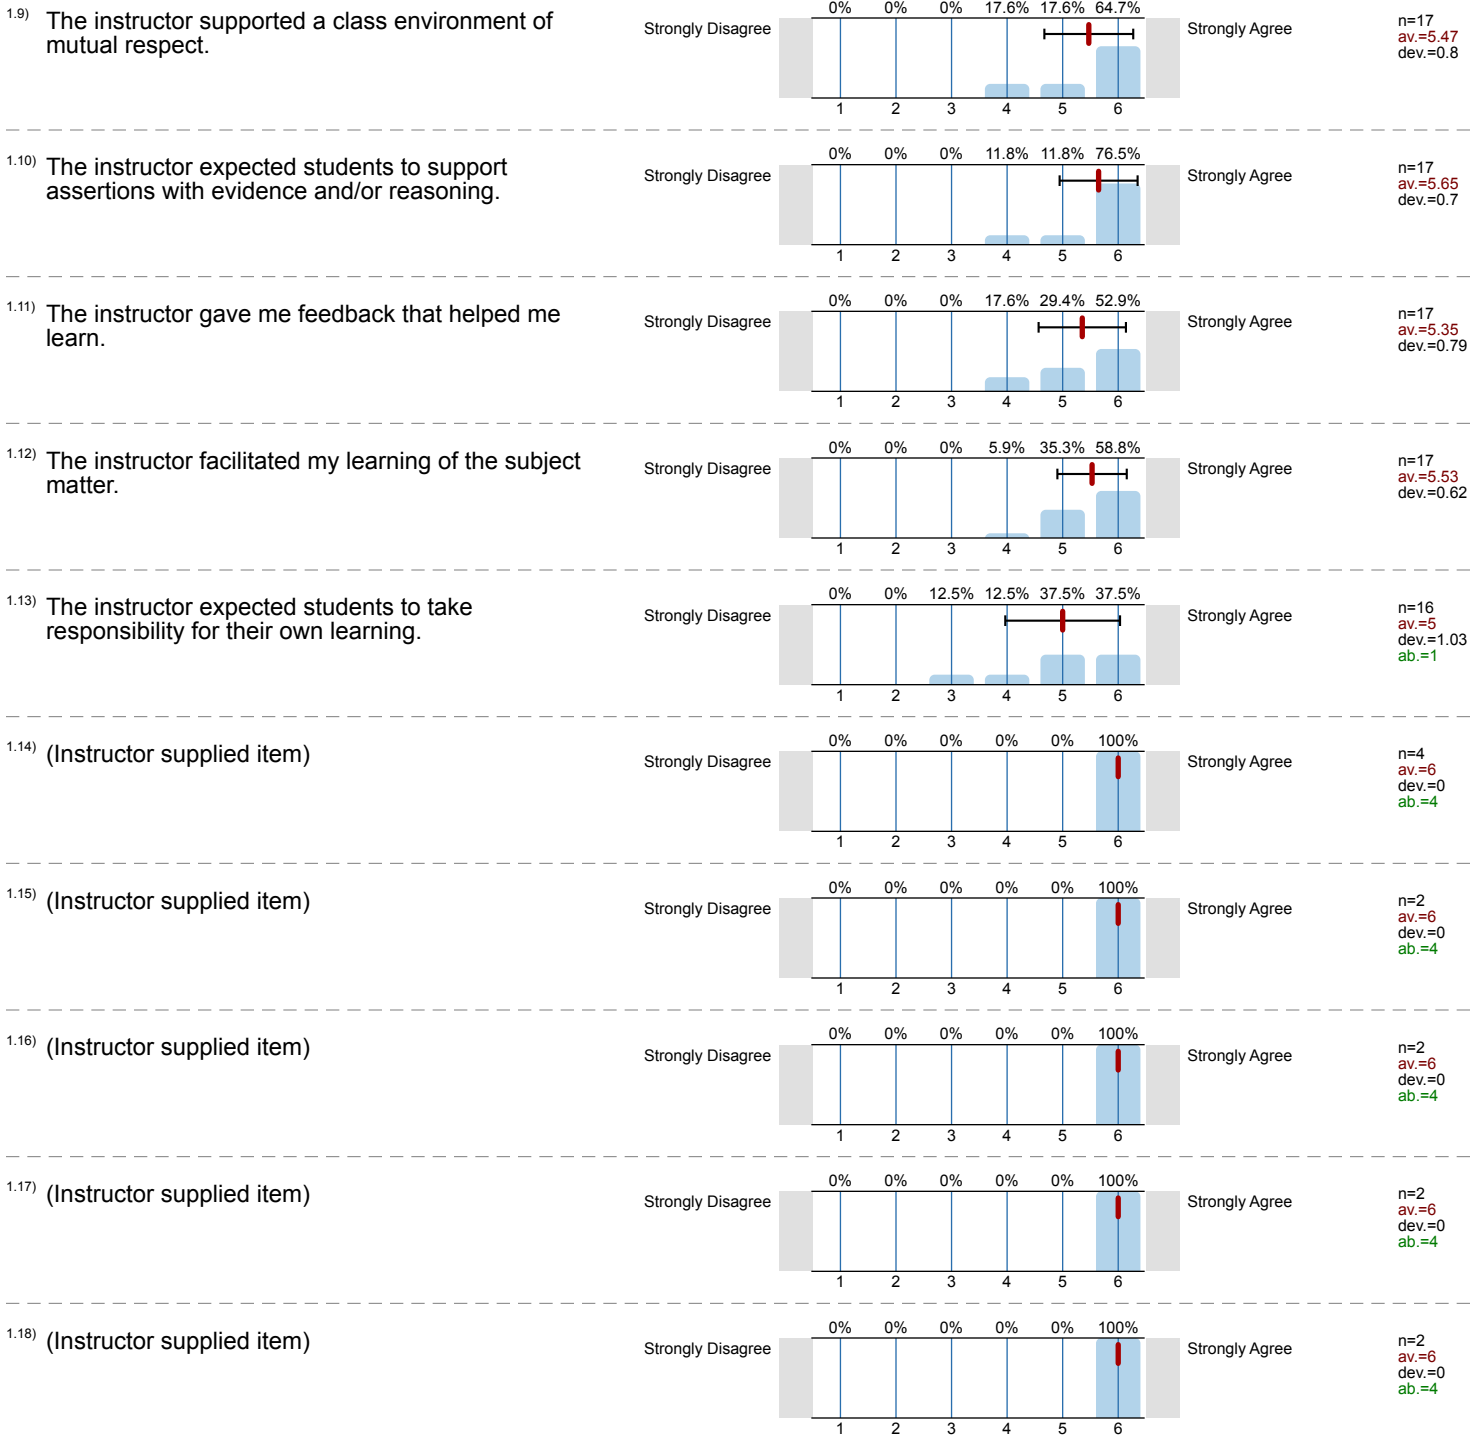 1.9) The instructor supported a class environment of
mutual respect.
Strongly Disagree
0% 0% 0% 17.6% 17.6% 64.7%
1 2 3 4 5 6
Strongly Agree
n=17
av.=5.47
dev.=0.8
1.10) The instructor expected students to support
assertions with evidence and/or reasoning.
Strongly Disagree
0% 0% 0% 11.8% 11.8% 76.5%
1 2 3 4 5 6
Strongly Agree
n=17
av.=5.65
dev.=0.7
1.11) The instructor gave me feedback that helped me
learn.
Strongly Disagree
0% 0% 0% 17.6% 29.4% 52.9%
1 2 3 4 5 6
Strongly Agree
n=17
av.=5.35
dev.=0.79
1.12) The instructor facilitated my learning of the subject
matter.
Strongly Disagree
0% 0% 0% 5.9% 35.3% 58.8%
1 2 3 4 5 6
Strongly Agree
n=17
av.=5.53
dev.=0.62
1.13) The instructor expected students to take
responsibility for their own learning.
Strongly Disagree
0% 0% 12.5% 12.5% 37.5% 37.5%
1 2 3 4 5 6
Strongly Agree
n=16
av.=5
dev.=1.03
ab.=1
1.14) (Instructor supplied item)
Strongly Disagree
0% 0% 0% 0% 0% 100%
1 2 3 4 5 6
Strongly Agree
n=4
av.=6
dev.=0
ab.=4
1.15) (Instructor supplied item)
Strongly Disagree
0% 0% 0% 0% 0% 100%
1 2 3 4 5 6
Strongly Agree
n=2
av.=6
dev.=0
ab.=4
1.16) (Instructor supplied item)
Strongly Disagree
0% 0% 0% 0% 0% 100%
1 2 3 4 5 6
Strongly Agree
n=2
av.=6
dev.=0
ab.=4
1.17) (Instructor supplied item)
Strongly Disagree
0% 0% 0% 0% 0% 100%
1 2 3 4 5 6
Strongly Agree
n=2
av.=6
dev.=0
ab.=4
1.18) (Instructor supplied item)
Strongly Disagree
0% 0% 0% 0% 0% 100%
1 2 3 4 5 6
Strongly Agree
n=2
av.=6
dev.=0
ab.=4